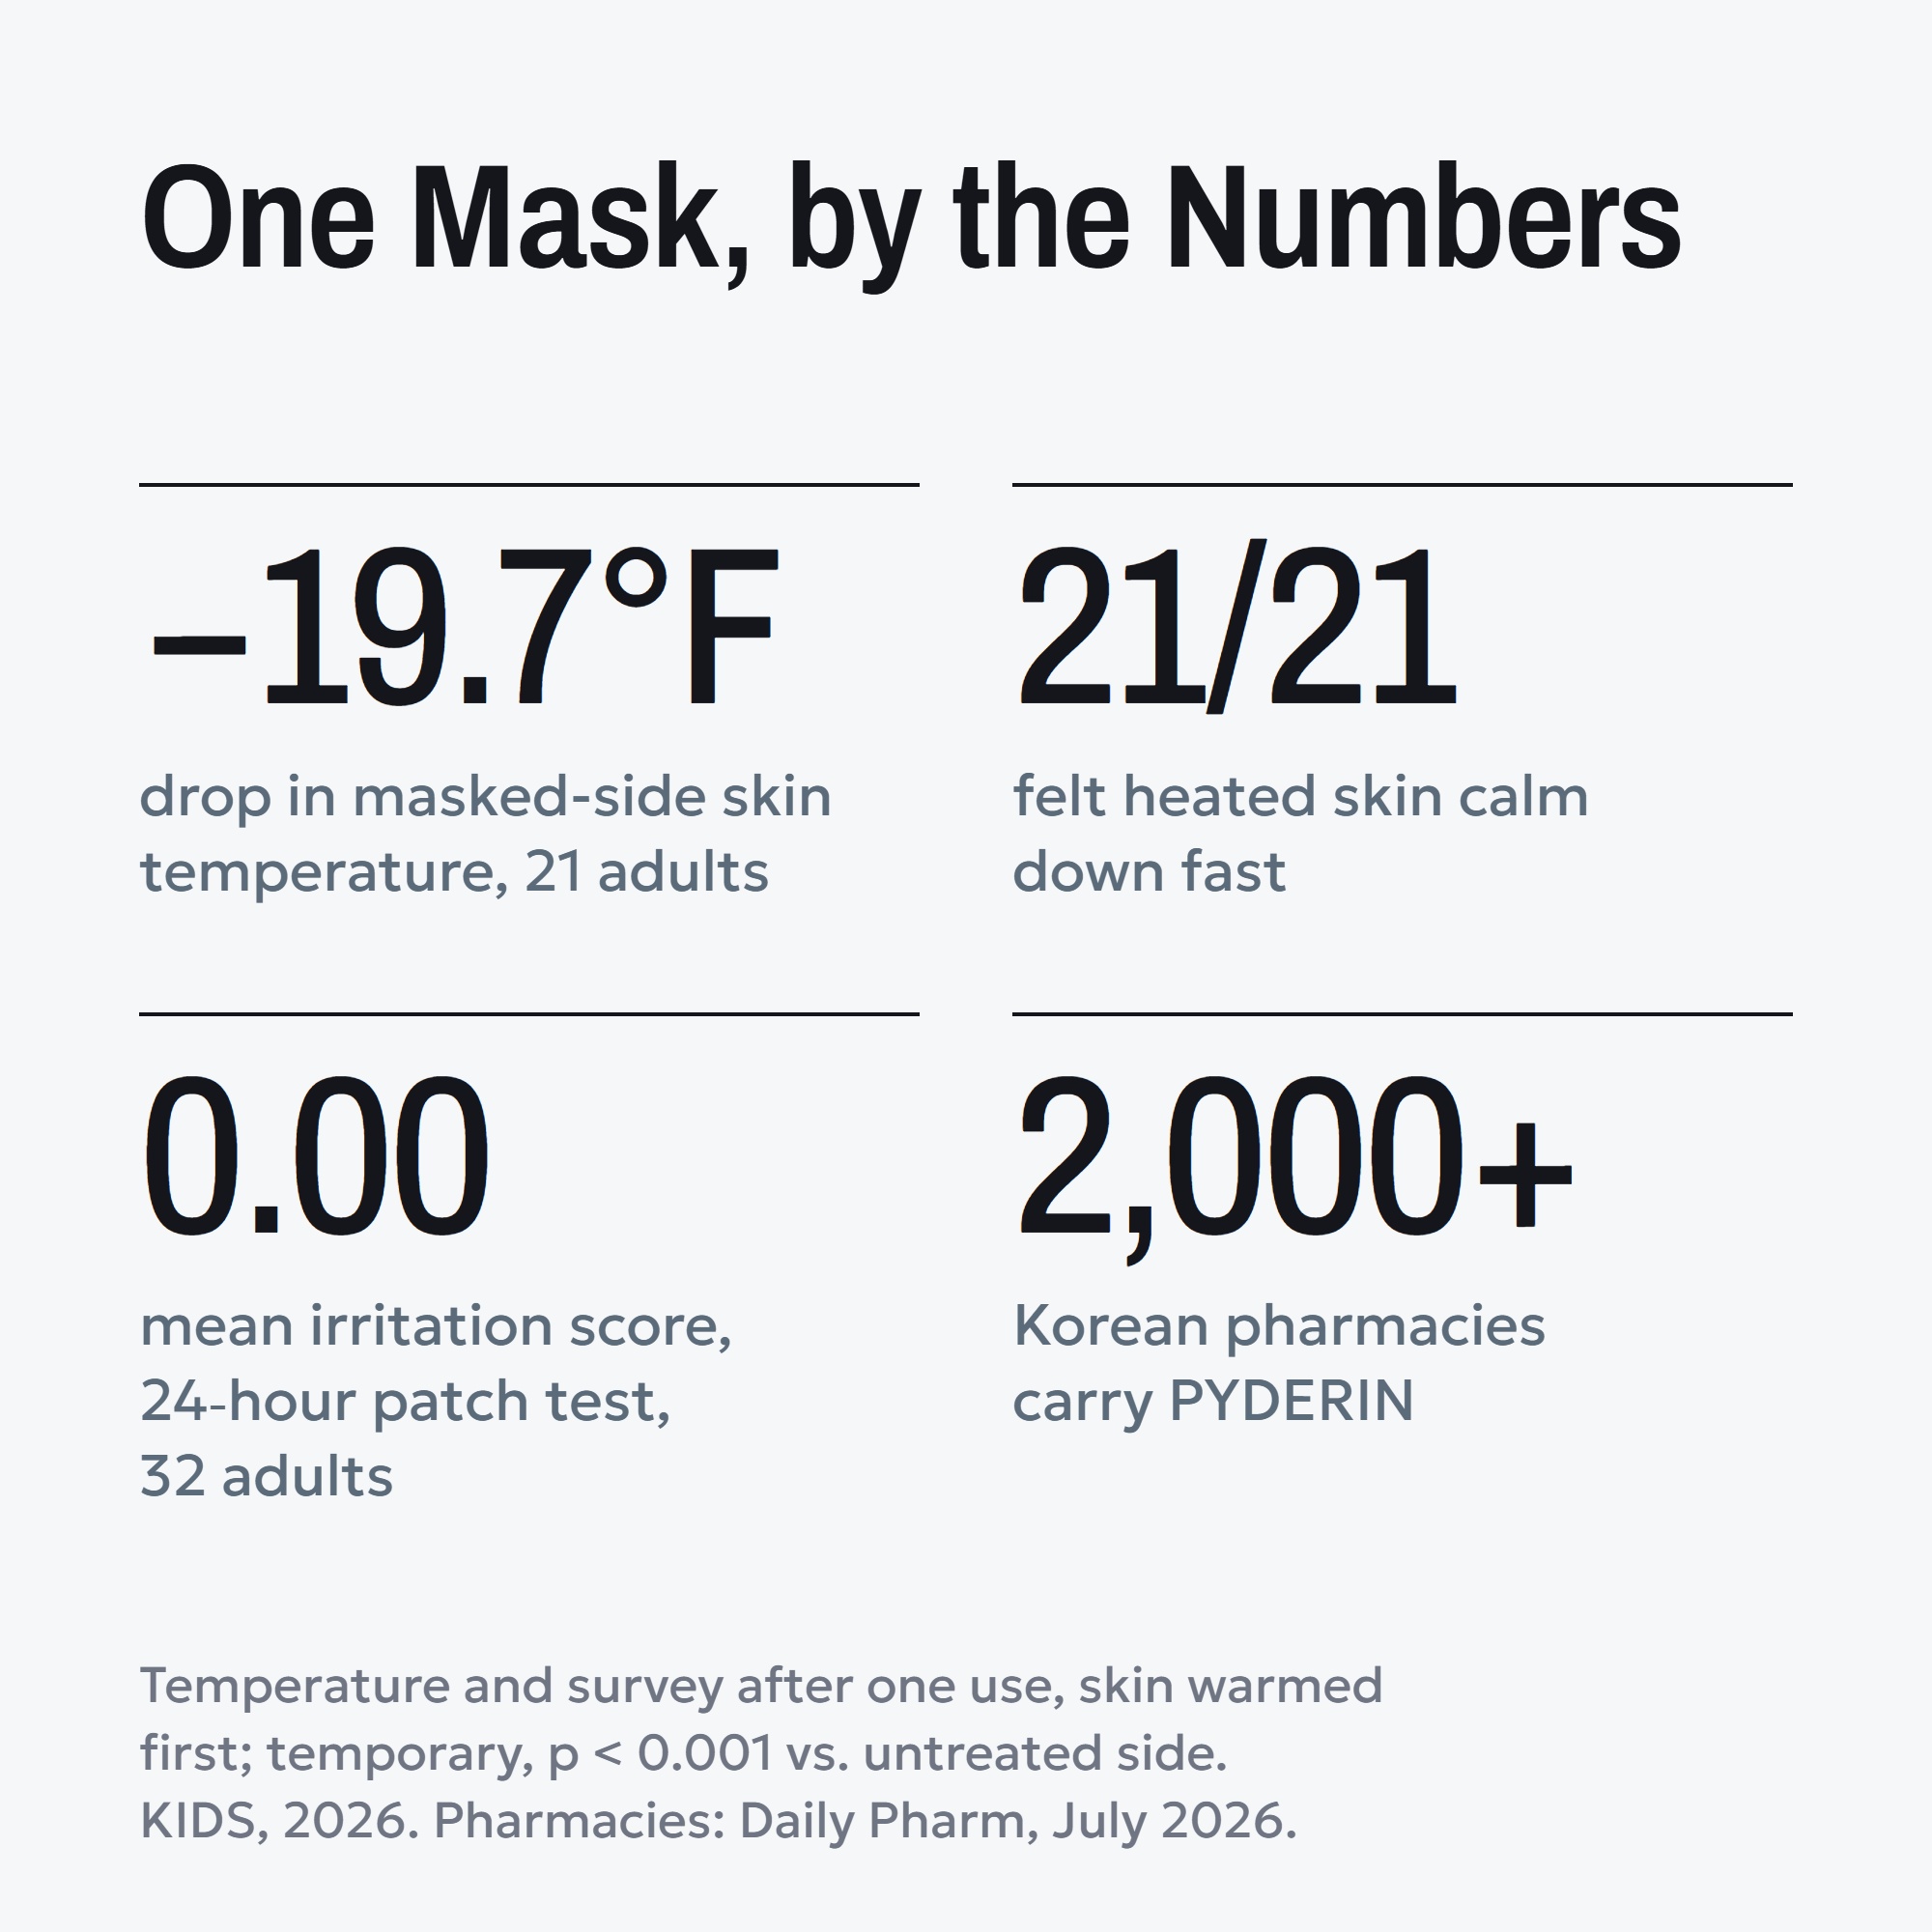 One Mask, by the Numbers
–19.7°F
drop in masked-side skin
temperature, 21 adults
21/21
felt heated skin calm
down fast
0.00
mean irritation score,
24-hour patch test,
32 adults
2,000+
Korean pharmacies
carry PYDERIN
Temperature and survey after one use, skin warmed
first; temporary, p < 0.001 vs. untreated side.
KIDS, 2026. Pharmacies: Daily Pharm, July 2026.